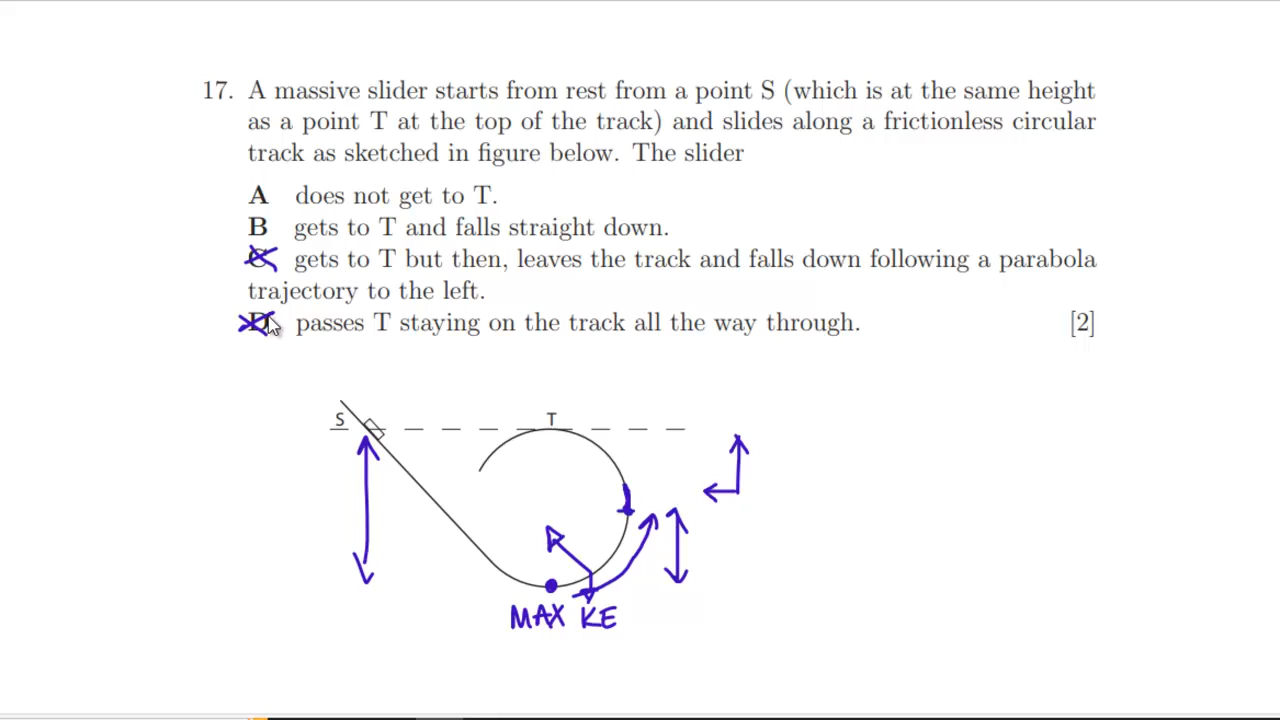 17. A massive slider starts from rest from a point S (which is at the same height
as a point T at the top of the track) and slides along a frictionless circular
track as sketched in figure below. The slider
A does not get to T.
B gets to T and falls straight down.
C gets to T but then, leaves the track and falls down following a parabola
trajectory to the left.
D passes T staying on the track all the way through. [2]
S T
MAX KE